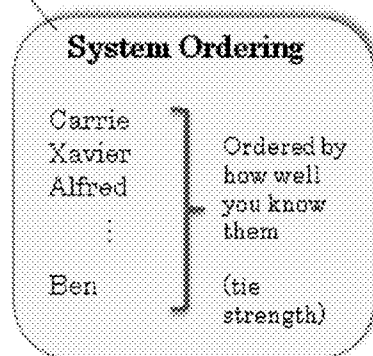 System Ordering
Carrie
Xavier
Alfred
⋮
Ben
Ordered by
how well
you know
them
(tie
strength)